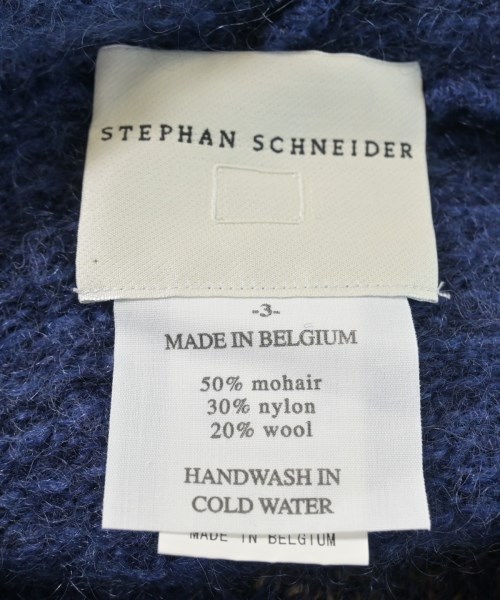 STEPHAN SCHNEIDER
-3-
MADE IN BELGIUM
50% mohair
30% nylon
20% wool
HANDWASH IN
COLD WATER
MADE IN BELGIUM